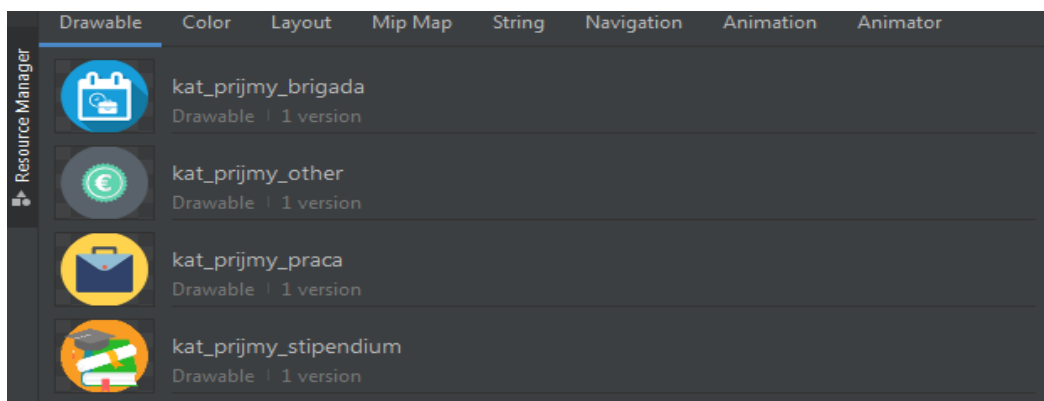 Drawable Color Layout Mip Map String Navigation Animation Animator
Resource Manager
kat_prijmy_brigada
Drawable | 1 version
kat_prijmy_other
Drawable | 1 version
kat_prijmy_praca
Drawable | 1 version
kat_prijmy_stipendium
Drawable | 1 version